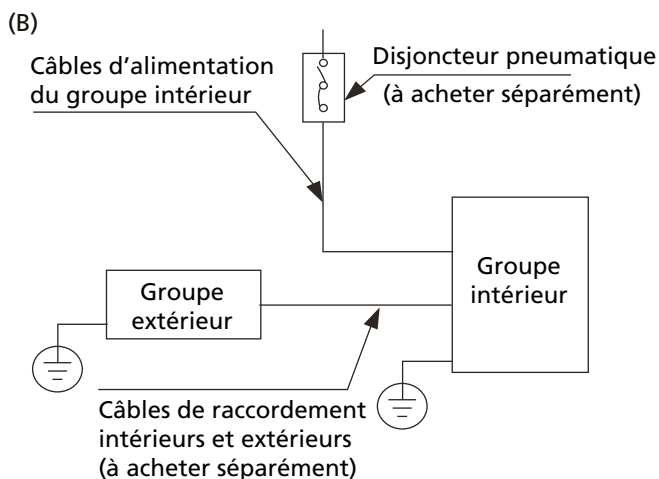 (B)
Câbles d'alimentation
du groupe intérieur
Disjoncteur pneumatique
(à acheter séparément)
Groupe
intérieur
Groupe
extérieur
Câbles de raccordement
intérieurs et extérieurs
(à acheter séparément)